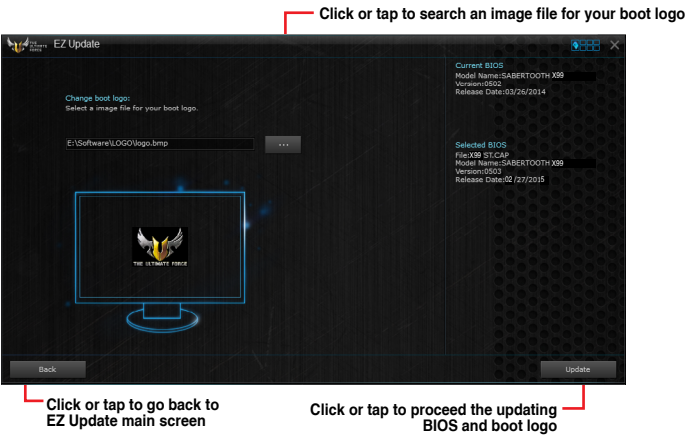 Click or tap to search an image file for your boot logo
THE ULTIMATE FORCE
EZ Update
Current BIOS
Model Name:SABERTOOTH X99
Version:0502
Release Date:03/26/2014
Change boot logo:
Select a image file for your boot logo.
E:\Software\LOGO\logo.bmp
...
Selected BIOS
File:X99 ST.CAP
Model Name:SABERTOOTH X99
Version:0503
Release Date:02 /27/2015
THE ULTIMATE FORCE
Back
Update
Click or tap to go back to
EZ Update main screen
Click or tap to proceed the updating
BIOS and boot logo